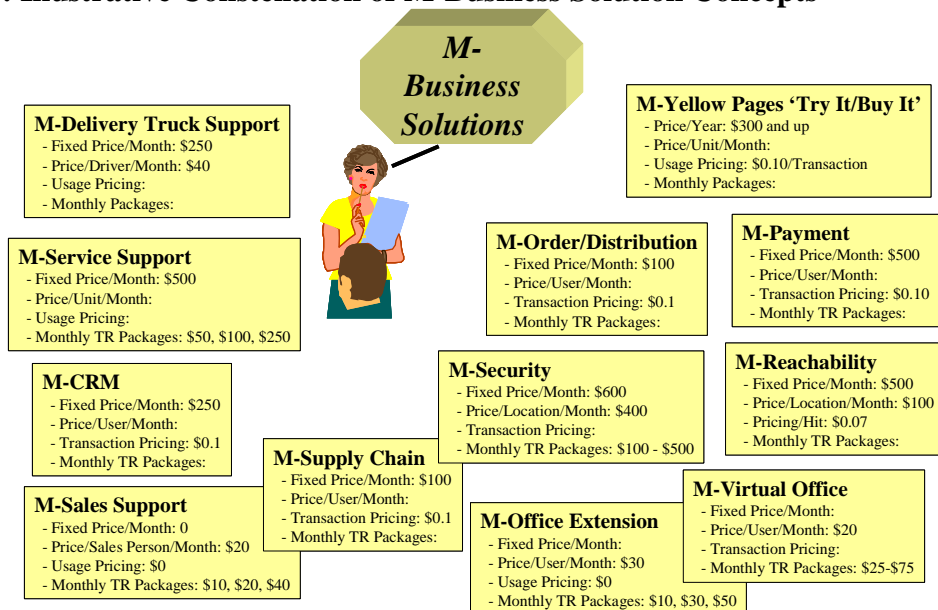 : Illustrative Constellation of M-Business Solution Concepts
M-
Business
Solutions
M-Delivery Truck Support
- Fixed Price/Month: $250
- Price/Driver/Month: $40
- Usage Pricing:
- Monthly Packages:
M-Yellow Pages ‘Try It/Buy It’
- Price/Year: $300 and up
- Price/Unit/Month:
- Usage Pricing: $0.10/Transaction
- Monthly Packages:
M-Service Support
- Fixed Price/Month: $500
- Price/Unit/Month:
- Usage Pricing:
- Monthly TR Packages: $50, $100, $250
M-Order/Distribution
- Fixed Price/Month: $100
- Price/User/Month:
- Transaction Pricing: $0.1
- Monthly TR Packages:
M-Payment
- Fixed Price/Month: $500
- Price/User/Month:
- Transaction Pricing: $0.10
- Monthly TR Packages:
M-CRM
- Fixed Price/Month: $250
- Price/User/Month:
- Transaction Pricing: $0.1
- Monthly TR Packages:
M-Security
- Fixed Price/Month: $600
- Price/Location/Month: $400
- Transaction Pricing:
- Monthly TR Packages: $100 - $500
M-Reachability
- Fixed Price/Month: $500
- Price/Location/Month: $100
- Pricing/Hit: $0.07
- Monthly TR Packages:
M-Supply Chain
- Fixed Price/Month: $100
- Price/User/Month:
- Transaction Pricing: $0.1
- Monthly TR Packages:
M-Sales Support
- Fixed Price/Month: 0
- Price/Sales Person/Month: $20
- Usage Pricing: $0
- Monthly TR Packages: $10, $20, $40
M-Office Extension
- Fixed Price/Month:
- Price/User/Month: $30
- Usage Pricing: $0
- Monthly TR Packages: $10, $30, $50
M-Virtual Office
- Fixed Price/Month:
- Price/User/Month: $20
- Transaction Pricing:
- Monthly TR Packages: $25-$75